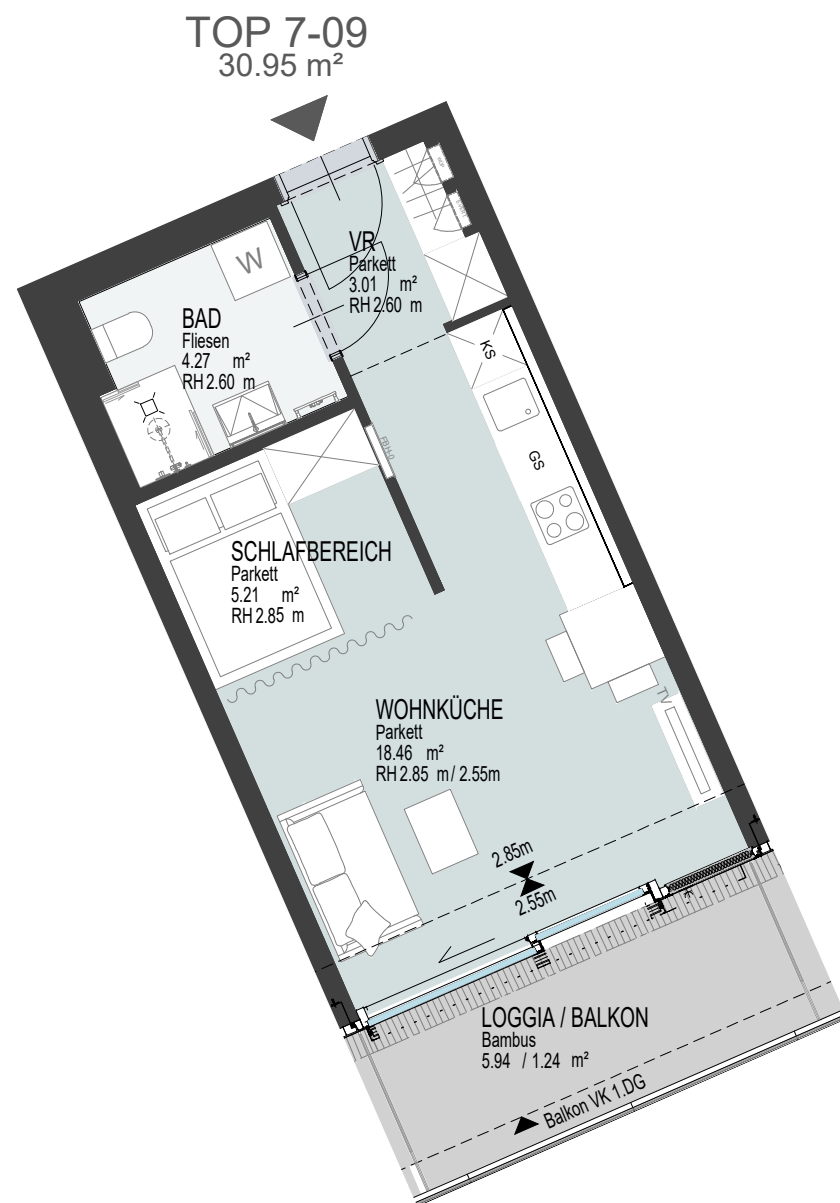 TOP 7-09
30.95 m²
VR
Parkett
3.01 m²
RH 2.60 m
W
BAD
Fliesen
4.27 m²
RH 2.60 m
KS
GS
FBH-0
SCHLAFBEREICH
Parkett
5.21 m²
RH 2.85 m
TV
WOHNKÜCHE
Parkett
18.46 m²
RH 2.85 m / 2.55m
2.85m
2.55m
LOGGIA / BALKON
Bambus
5.94 / 1.24 m²
Balkon VK 1.DG